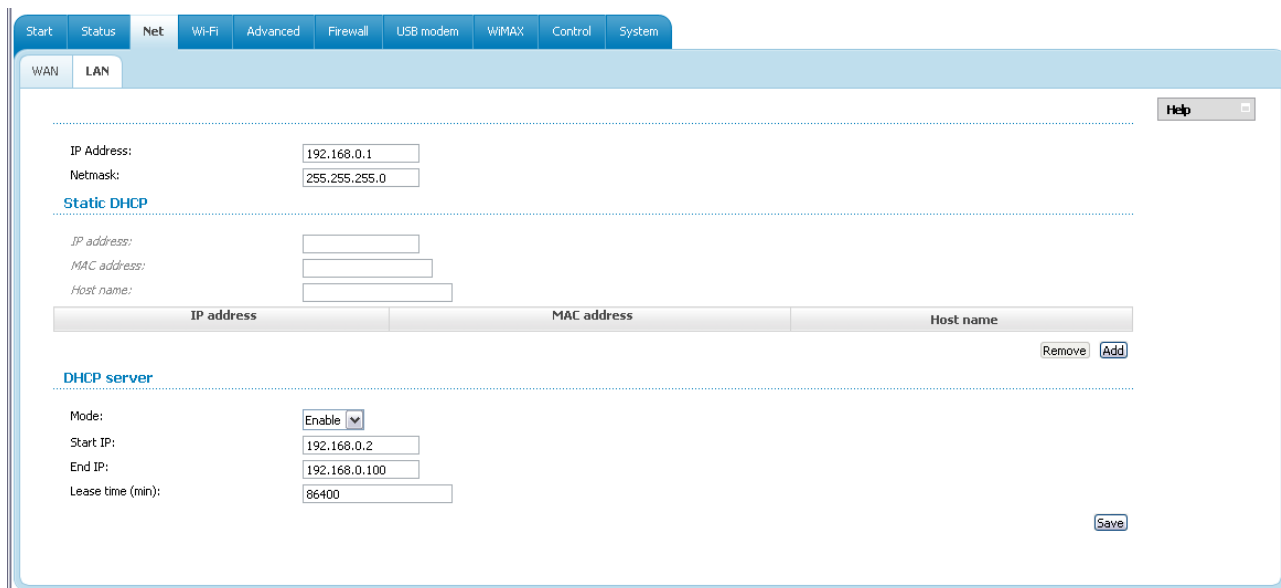 Start Status Net Wi-Fi Advanced Firewall USB modem WiMAX Control System
WAN LAN
Help
IP Address: 192.168.0.1
Netmask: 255.255.255.0
Static DHCP
IP address:
MAC address:
Host name:
IP address MAC address Host name
Remove Add
DHCP server
Mode: Enable
Start IP: 192.168.0.2
End IP: 192.168.0.100
Lease time (min): 86400
Save